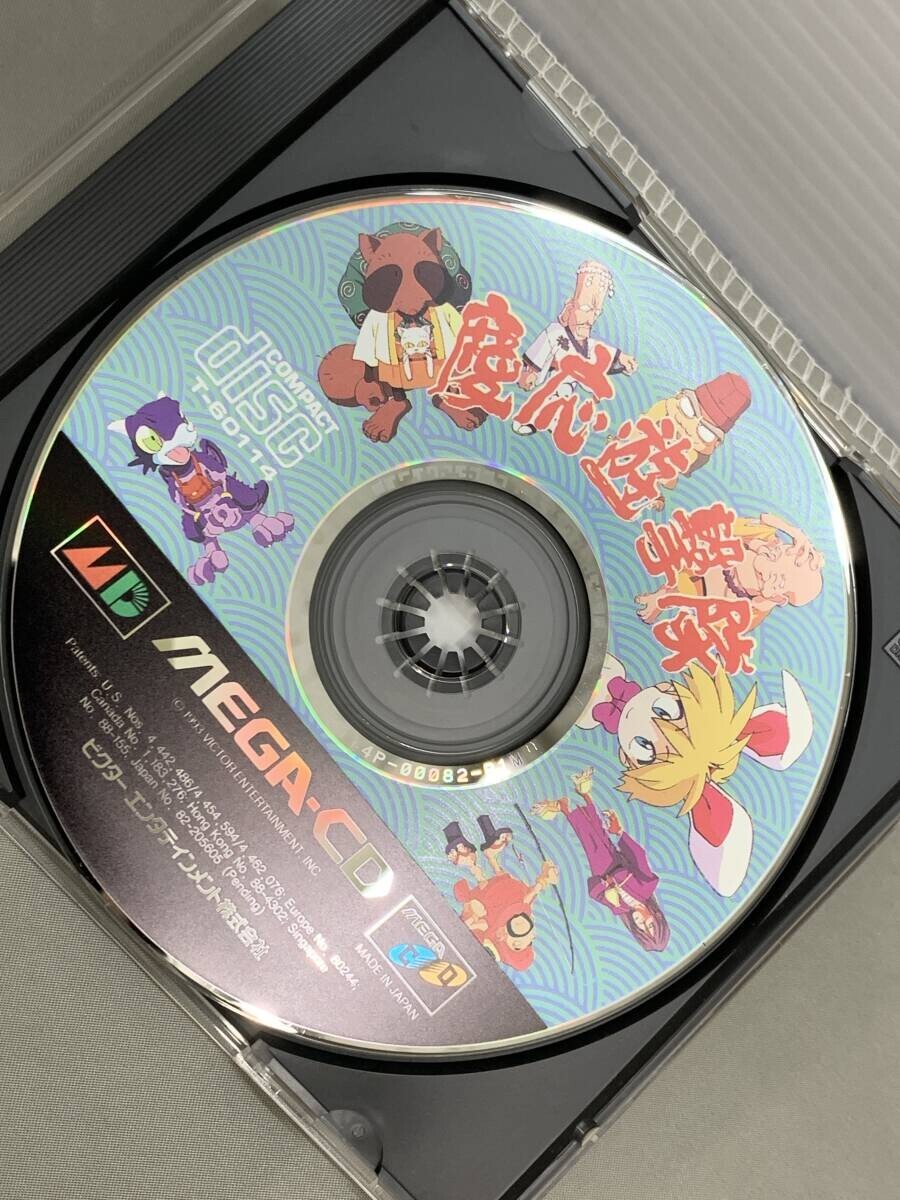 慶応遊撃隊
COMPACT
disc
T-60114
MD
MEGA-CD
© 1993 VICTOR ENTERTAINMENT, INC.
Patents U.S. Nos. 4,442,486/4,454,594/4,462,076; Europe No. 80244;
Canada No. 1,183,276; Hong Kong No. 88-4302; Singapore
No. 88-155; Japan No. 82-205605 (Pending)
ビクター エンタテインメント株式会社
MEGA
CD
MADE IN JAPAN